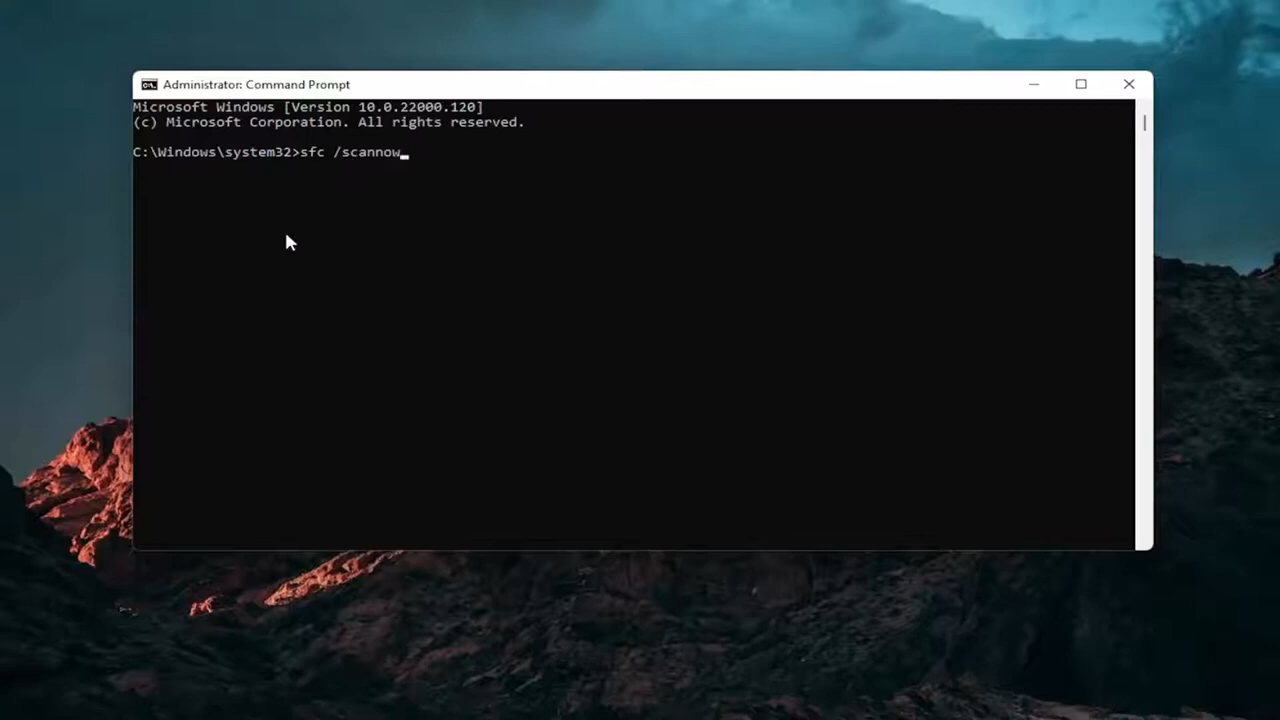 Administrator: Command Prompt
Microsoft Windows [Version 10.0.22000.120]
(c) Microsoft Corporation. All rights reserved.
C:\Windows\system32>sfc /scannow